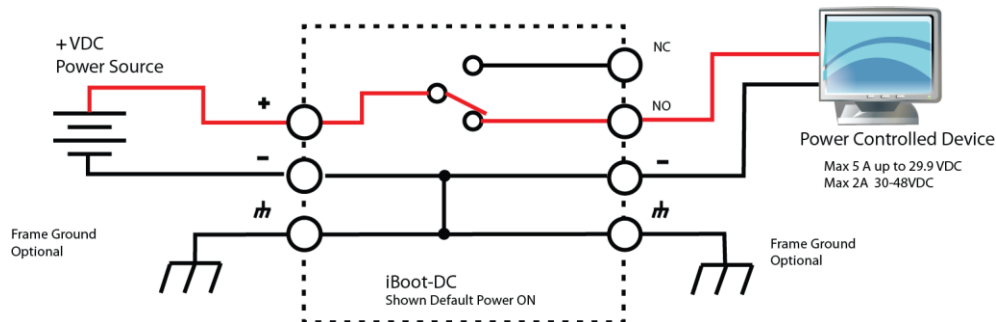 +VDC
Power Source
NC
+
NO
-
-
Power Controlled Device
Max 5 A up to 29.9 VDC
Max 2A 30-48VDC
Frame Ground
Optional
Frame Ground
Optional
iBoot-DC
Shown Default Power ON